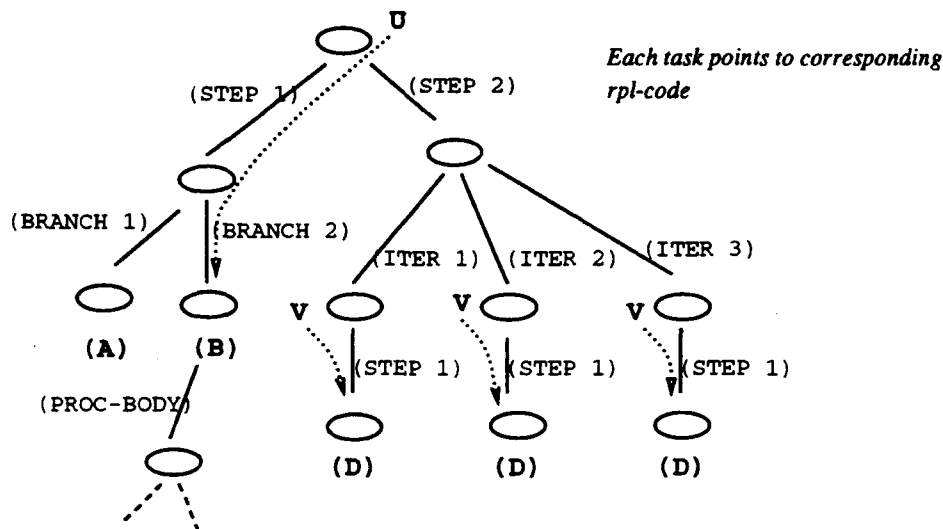 U
Each task points to corresponding
rpl-code
(STEP 1)
(STEP 2)
(BRANCH 1)
(BRANCH 2)
(ITER 1)
(ITER 2)
(ITER 3)
V
V
V
(A)
(B)
(STEP 1)
(STEP 1)
(STEP 1)
(PROC-BODY)
(D)
(D)
(D)